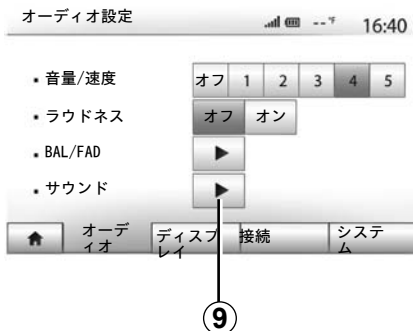 オーディオ設定
--°F
16:40
・音量/速度
オフ 1 2 3 4 5
・ラウドネス
オフ オン
・BAL/FAD
・サウンド
オーデ
ィオ
ディスプ
レイ
接続
システ
ム
9